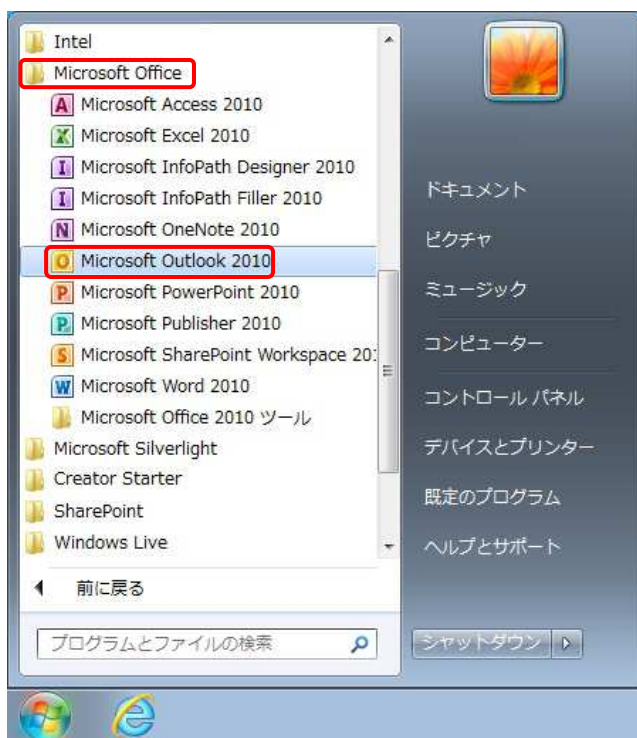 Intel
Microsoft Office
Microsoft Access 2010
Microsoft Excel 2010
Microsoft InfoPath Designer 2010
Microsoft InfoPath Filler 2010
Microsoft OneNote 2010
Microsoft Outlook 2010
Microsoft PowerPoint 2010
Microsoft Publisher 2010
Microsoft SharePoint Workspace 20
Microsoft Word 2010
Microsoft Office 2010 ツール
Microsoft Silverlight
Creator Starter
SharePoint
Windows Live
前に戻る
プログラムとファイルの検索
ドキュメント
ピクチャ
ミュージック
コンピューター
コントロール パネル
デバイスとプリンター
既定のプログラム
ヘルプとサポート
シャットダウン